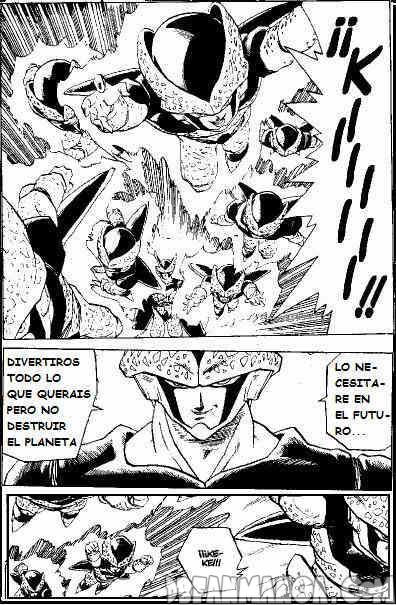 ¡¡KIIIIII!!
DIVERTIROS
TODO LO
QUE QUERAIS
PERO NO
DESTRUIR
EL PLANETA
LO NE-
CESITA-
RE EN
EL FUTU-
RO...
¡¡¡KE-
KE!!!